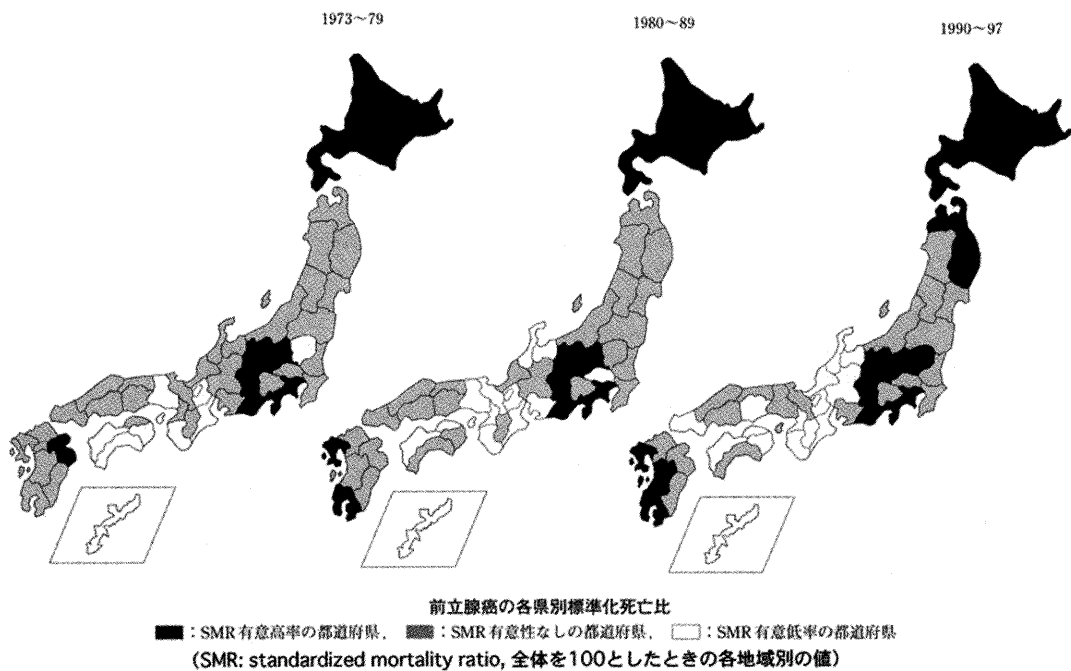 1973～79
1980～89
1990～97
前立腺癌の各県別標準化死亡比
：SMR有意高率の都道府県， ：SMR有意性なしの都道府県， ：SMR有意低率の都道府県
（SMR: standardized mortality ratio, 全体を100としたときの各地域別の値）